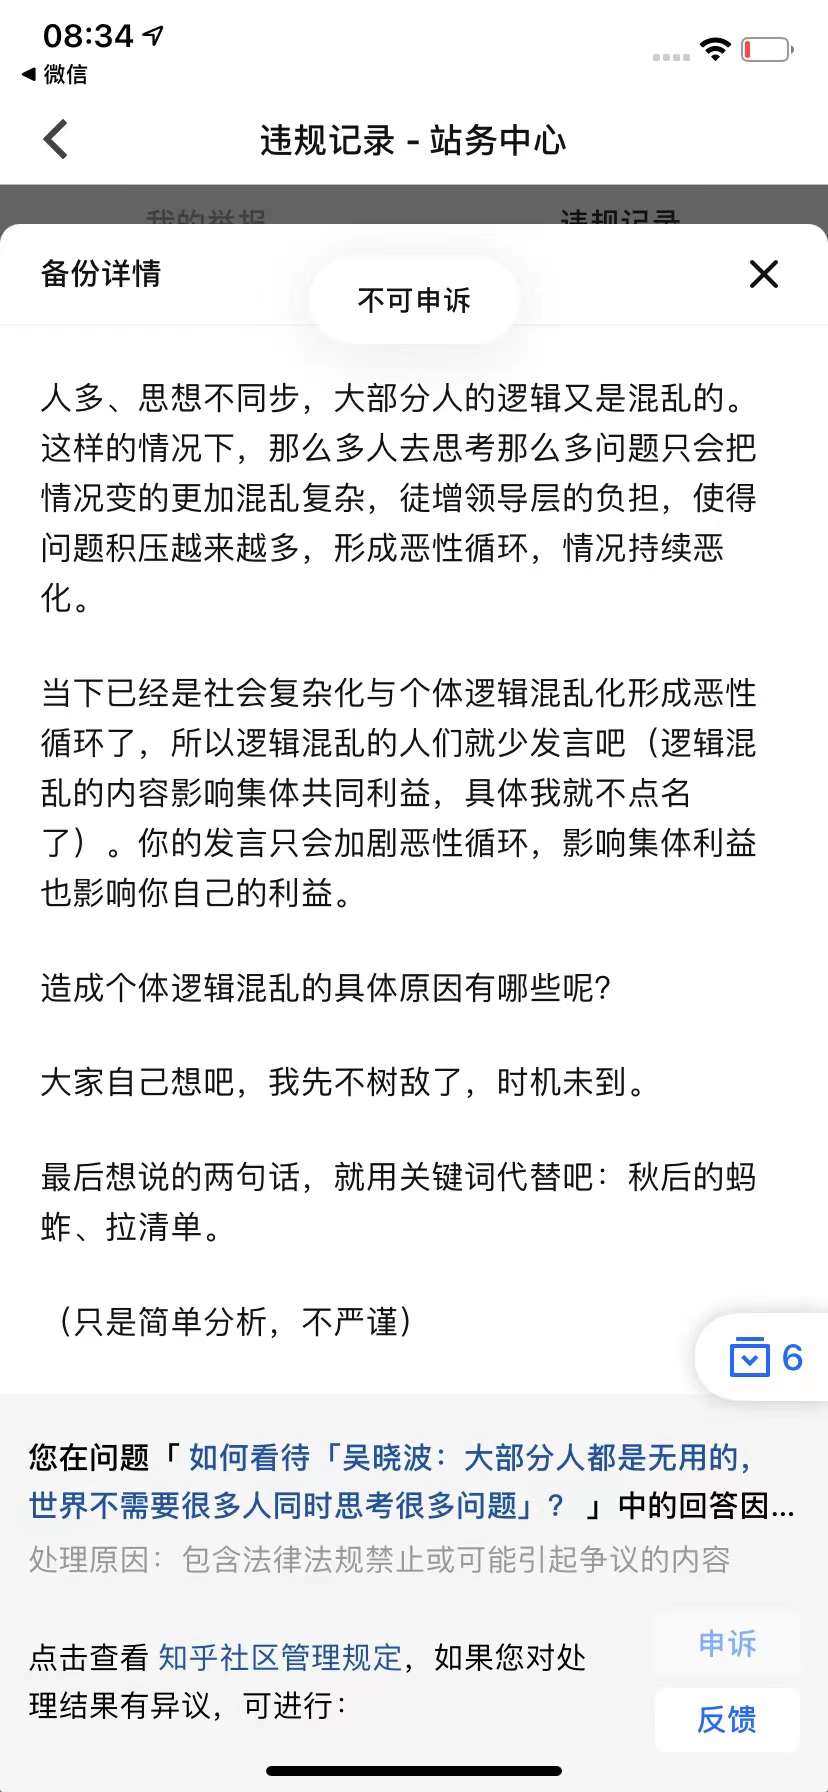 08:34
微信
违规记录 - 站务中心
我的举报
违规记录
备份详情
不可申诉
人多、思想不同步，大部分人的逻辑又是混乱的。
这样的情况下，那么多人去思考那么多问题只会把
情况变的更加混乱复杂，徒增领导层的负担，使得
问题积压越来越多，形成恶性循环，情况持续恶
化。
当下已经是社会复杂化与个体逻辑混乱化形成恶性
循环了，所以逻辑混乱的人们就少发言吧（逻辑混
乱的内容影响集体共同利益，具体我就不点名
了）。你的发言只会加剧恶性循环，影响集体利益
也影响你自己的利益。
造成个体逻辑混乱的具体原因有哪些呢？
大家自己想吧，我先不树敌了，时机未到。
最后想说的两句话，就用关键词代替吧：秋后的蚂
蚱、拉清单。
（只是简单分析，不严谨）
6
您在问题「 如何看待「吴晓波：大部分人都是无用的，
世界不需要很多人同时思考很多问题」？ 」中的回答因...
处理原因：包含法律法规禁止或可能引起争议的内容
点击查看 知乎社区管理规定，如果您对处
理结果有异议，可进行：
申诉
反馈